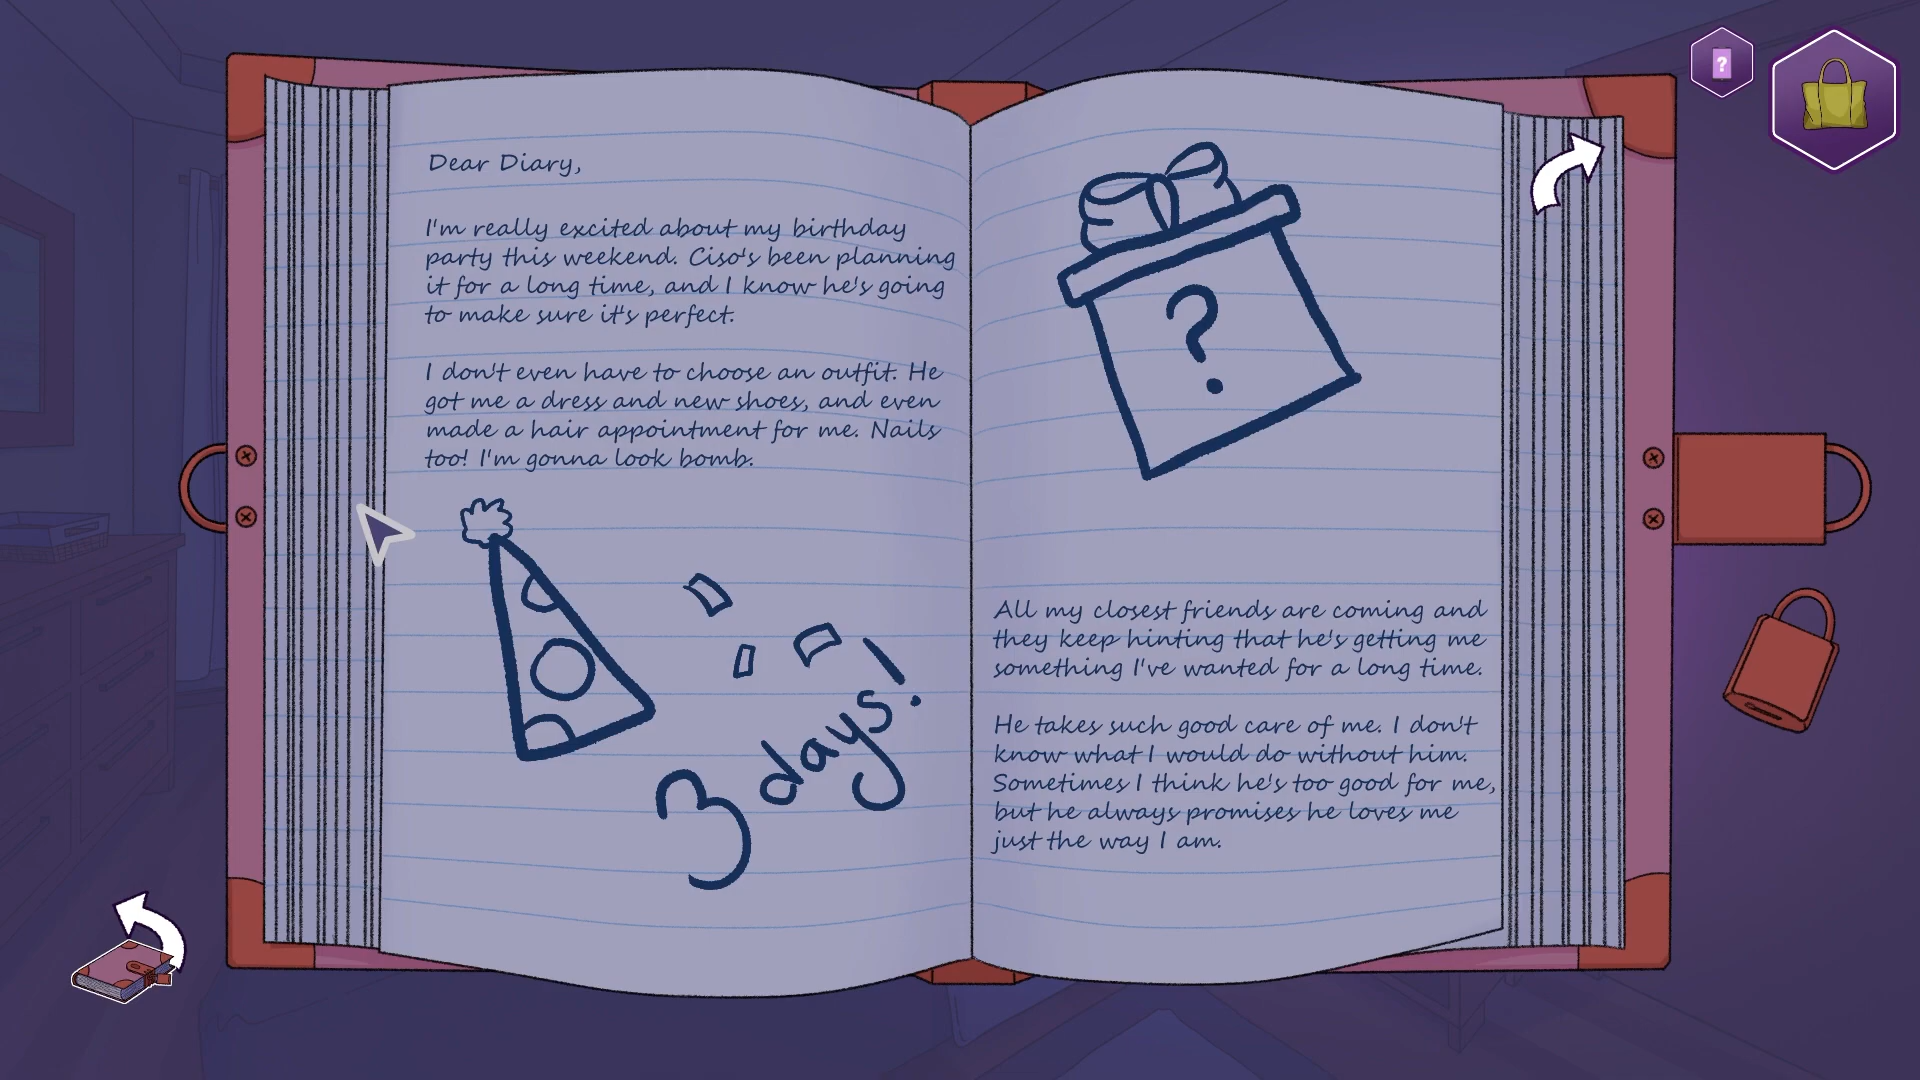 Dear Diary,
I'm really excited about my birthday
party this weekend. Ciso's been planning
it for a long time, and I know he's going
to make sure it's perfect.
I don't even have to choose an outfit. He
got me a dress and new shoes, and even
made a hair appointment for me. Nails
too! I'm gonna look bomb.
3 days!
?
All my closest friends are coming and
they keep hinting that he's getting me
something I've wanted for a long time.
He takes such good care of me. I don't
know what I would do without him.
Sometimes I think he's too good for me,
but he always promises he loves me
just the way I am.
?